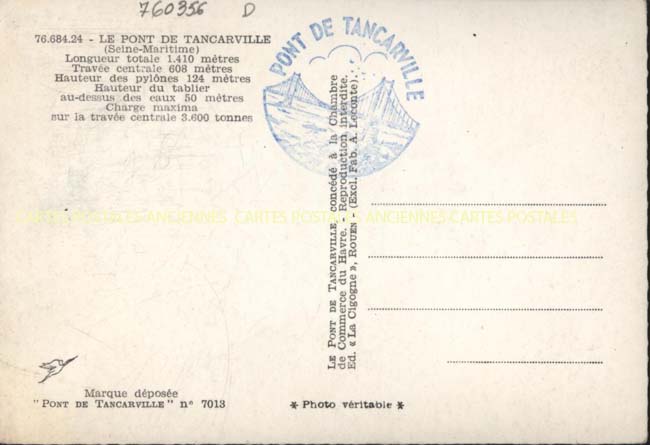 760356 D
76.684.24 - LE PONT DE TANCARVILLE
(Seine-Maritime)
Longueur totale 1.410 mètres
Travée centrale 608 mètres
Hauteur des pylônes 124 mètres
Hauteur du tablier
au-dessus des eaux 50 mètres
Charge maxima
sur la travée centrale 3.600 tonnes
PONT DE TANCARVILLE
LE PONT DE TANCARVILLE, concédé à la Chambre
de Commerce du Havre. - Reproduction interdite.
Ed. « La Cigogne », ROUEN - (Excl. Fab. A. Leconte).
CARTES POSTALES ANCIENNES CARTES POSTALES ANCIENNES CARTES POSTALES
Marque déposée
"PONT DE TANCARVILLE" n° 7013
* Photo véritable *